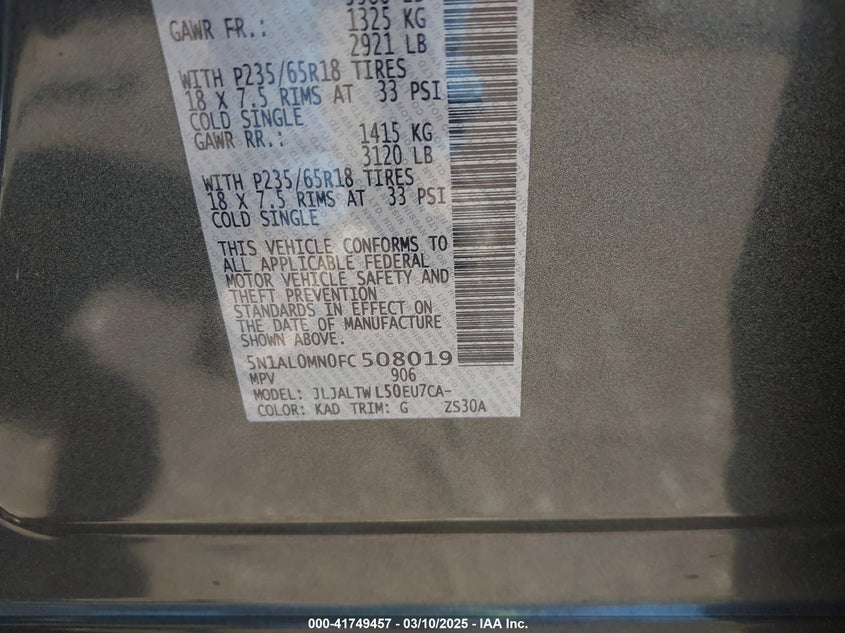 GAWR FR.: 1325 KG
2921 LB
WITH P235/65R18 TIRES
18 X 7.5 RIMS AT 33 PSI
COLD SINGLE
GAWR RR.: 1415 KG
3120 LB
WITH P235/65R18 TIRES
18 X 7.5 RIMS AT 33 PSI
COLD SINGLE
THIS VEHICLE CONFORMS TO
ALL APPLICABLE FEDERAL
MOTOR VEHICLE SAFETY AND
THEFT PREVENTION
STANDARDS IN EFFECT ON
THE DATE OF MANUFACTURE
SHOWN ABOVE.
5N1AL0MN0FC508019
MPV 906
MODEL: JLJALTWL50EU7CA-
COLOR: KAD TRIM: G ZS30A
000-41749457 - 03/10/2025 - IAA Inc.